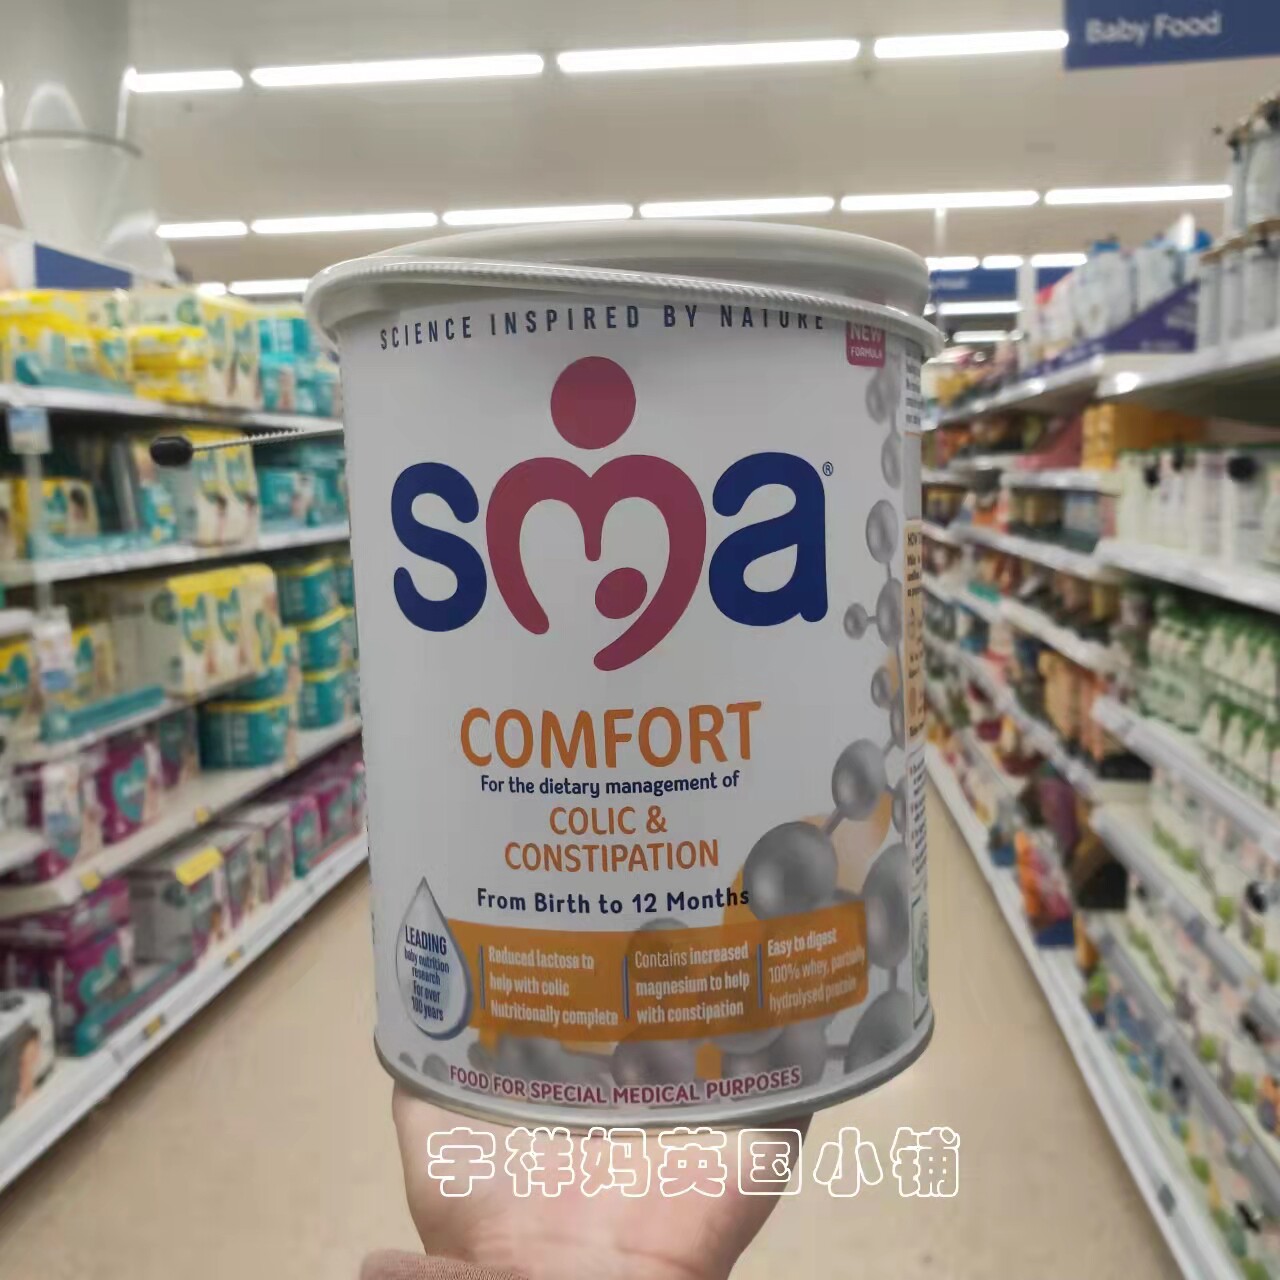 Baby Food
SCIENCE INSPIRED BY NATURE
NEW
FORMULA
sma®
COMFORT
For the dietary management of
COLIC &
CONSTIPATION
From Birth to 12 Months
LEADING
baby nutrition
research
For over
100 years
Reduced lactose to
help with colic
Nutritionally complete
Contains increased
magnesium to help
with constipation
Easy to digest
100% whey, partially
hydrolysed protein
FOOD FOR SPECIAL MEDICAL PURPOSES
宇祥妈英国小铺